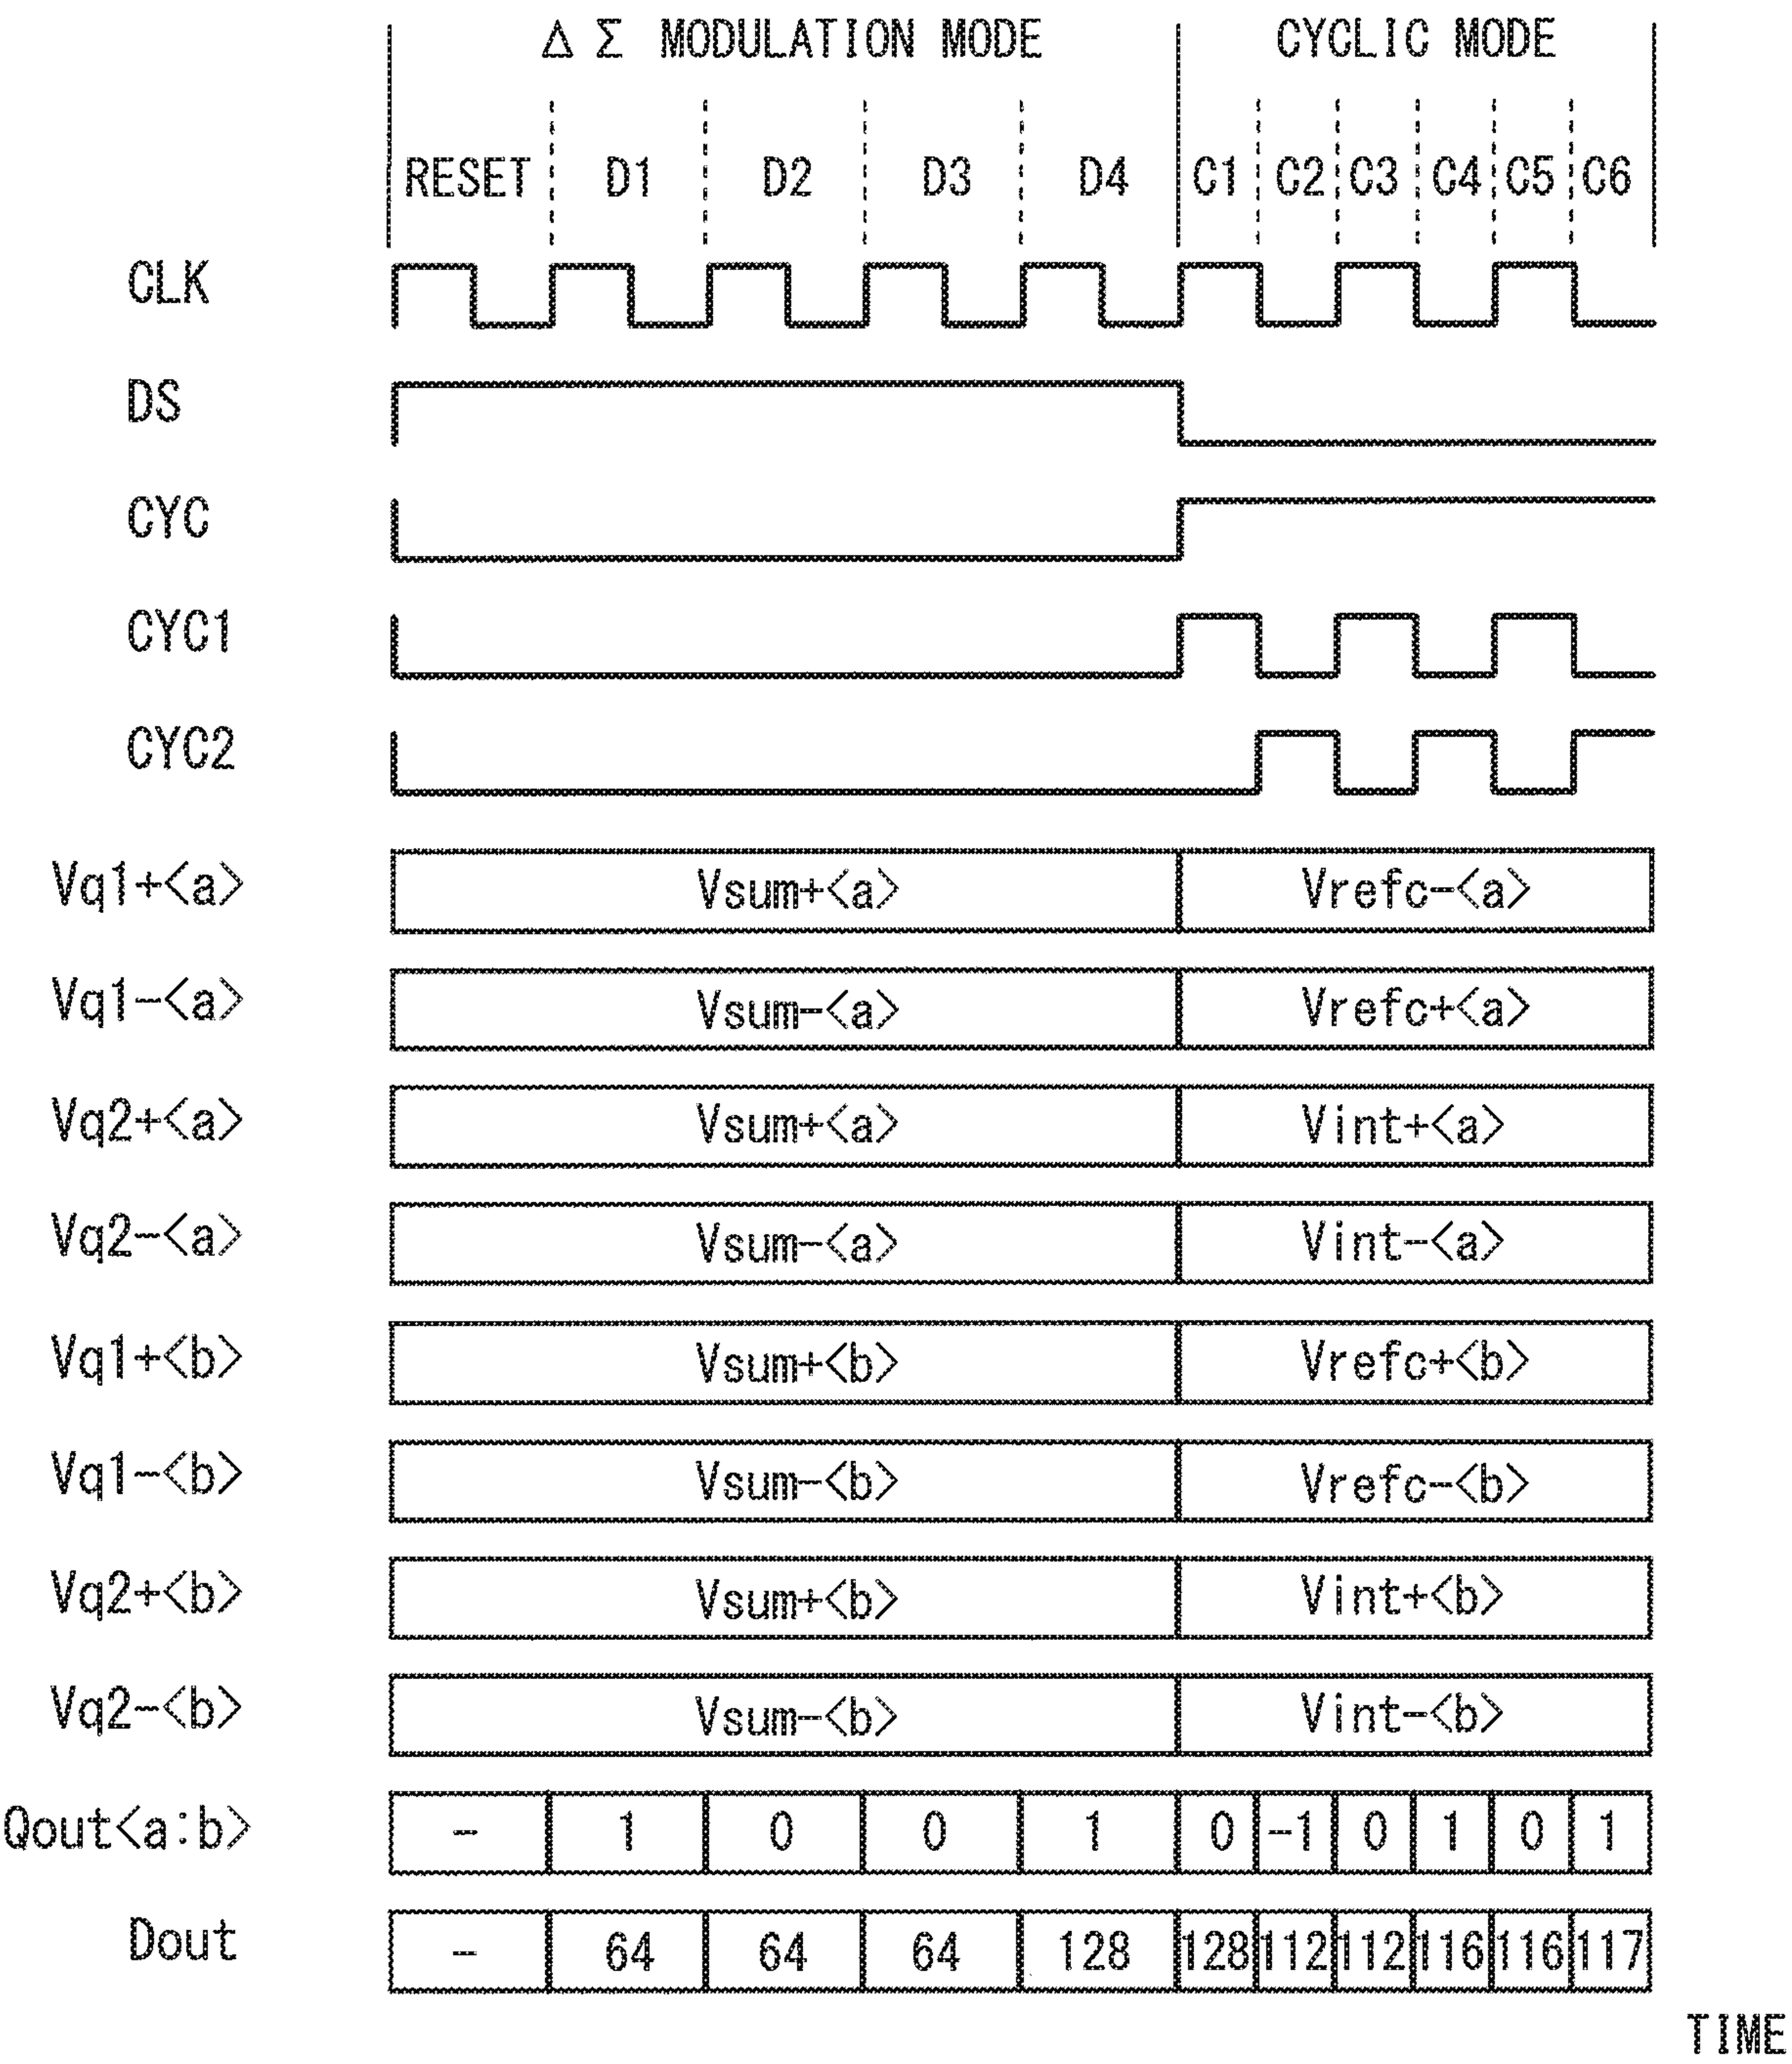 Δ Σ MODULATION MODE CYCLIC MODE
RESET D1 D2 D3 D4 C1 C2 C3 C4 C5 C6
CLK
DS
CYC
CYC1
CYC2
Vq1+<a> Vsum+<a> Vrefc-<a>
Vq1-<a> Vsum-<a> Vrefc+<a>
Vq2+<a> Vsum+<a> Vint+<a>
Vq2-<a> Vsum-<a> Vint-<a>
Vq1+<b> Vsum+<b> Vrefc+<b>
Vq1-<b> Vsum-<b> Vrefc-<b>
Vq2+<b> Vsum+<b> Vint+<b>
Vq2-<b> Vsum-<b> Vint-<b>
Qout<a:b> - 1 0 0 1 0 -1 0 1 0 1
Dout - 64 64 64 128 128 112 112 116 116 117
TIME